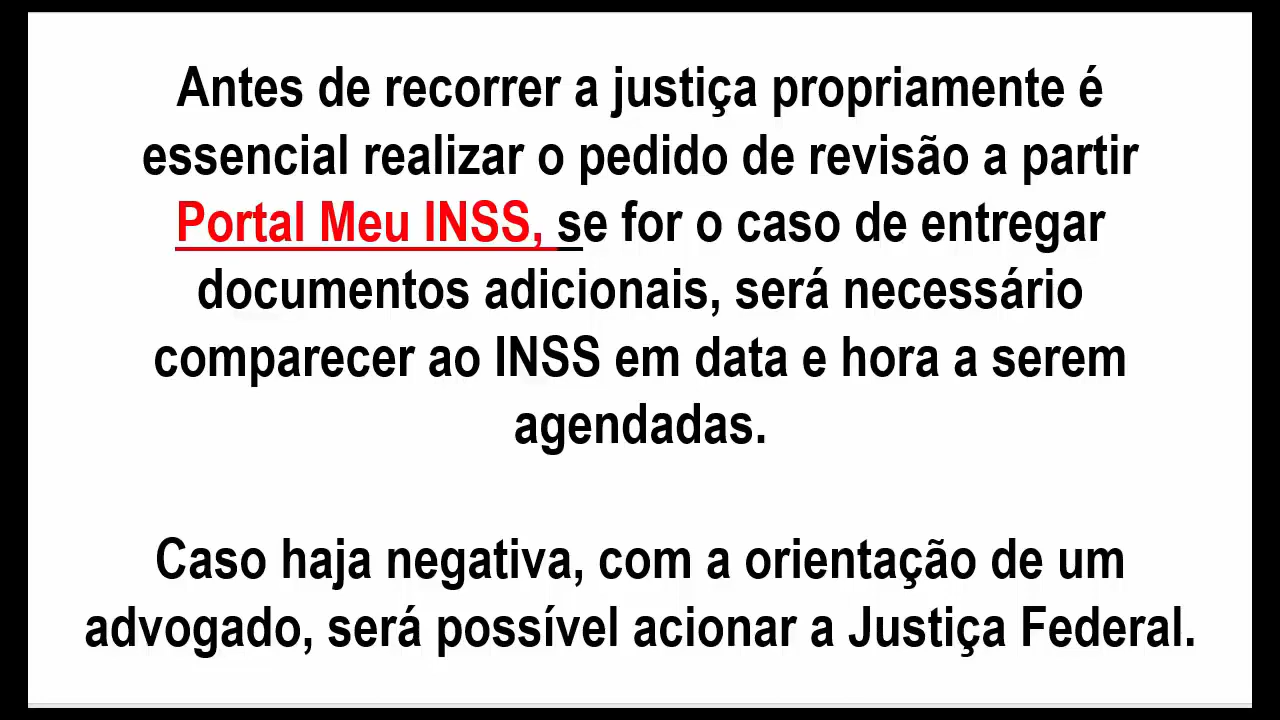 Antes de recorrer a justiça propriamente é
essencial realizar o pedido de revisão a partir
Portal Meu INSS, se for o caso de entregar
documentos adicionais, será necessário
comparecer ao INSS em data e hora a serem
agendadas.
Caso haja negativa, com a orientação de um
advogado, será possível acionar a Justiça Federal.